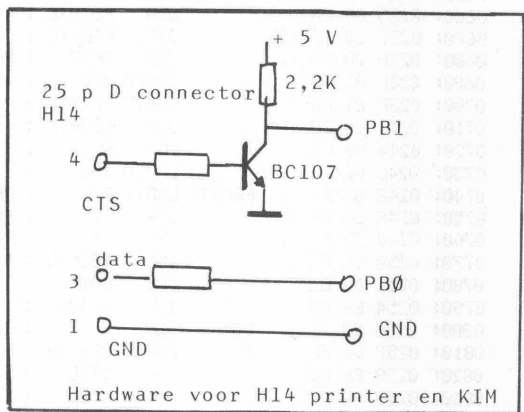 + 5 V
2,2K
25 p D connector
H14
PB1
4
BC107
CTS
data
3
PBØ
1
GND
GND
Hardware voor H14 printer en KIM